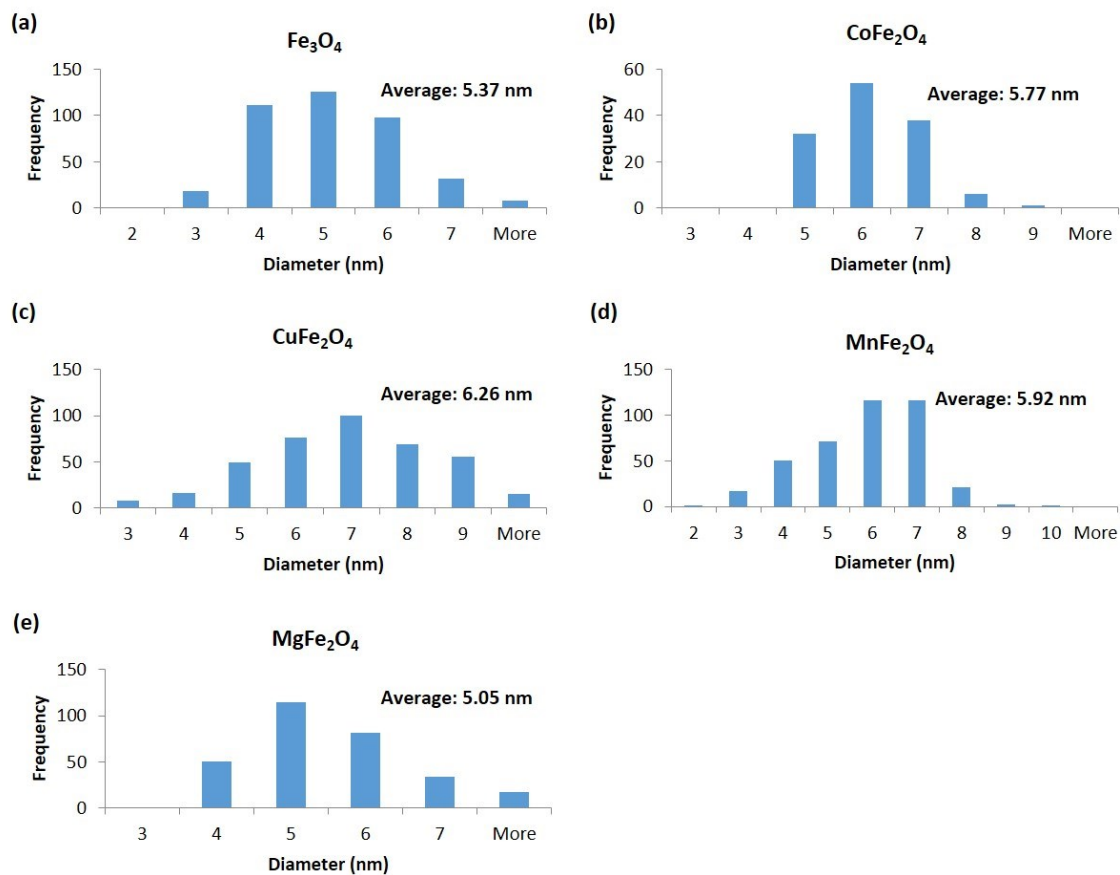 (a)
Fe₃O₄
Average: 5.37 nm
Frequency
150
100
50
0
2 3 4 5 6 7 More
Diameter (nm)
(b)
CoFe₂O₄
Average: 5.77 nm
Frequency
60
40
20
0
3 4 5 6 7 8 9 More
Diameter (nm)
(c)
CuFe₂O₄
Average: 6.26 nm
Frequency
150
100
50
0
3 4 5 6 7 8 9 More
Diameter (nm)
(d)
MnFe₂O₄
Average: 5.92 nm
Frequency
150
100
50
0
2 3 4 5 6 7 8 9 10 More
Diameter (nm)
(e)
MgFe₂O₄
Average: 5.05 nm
Frequency
150
100
50
0
3 4 5 6 7 More
Diameter (nm)